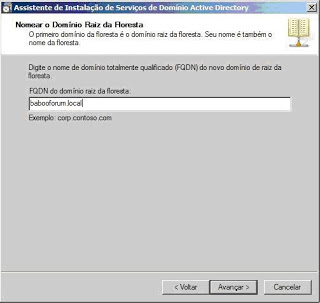 Assistente de Instalação de Serviços de Domínio Active Directory
Nomear o Domínio Raiz da Floresta
O primeiro domínio da floresta é o domínio raiz da floresta. Seu nome é também o
nome da floresta.
Digite o nome de domínio totalmente qualificado (FQDN) do novo domínio de raiz da
floresta.
FQDN do domínio raiz da floresta:
babooforum.local
Exemplo: corp.contoso.com
< Voltar Avançar > Cancelar